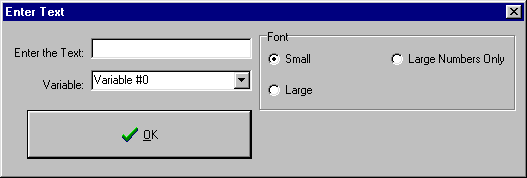 Enter Text
Enter the Text:
Variable: Variable #0
OK
Font
Small Large Numbers Only
Large